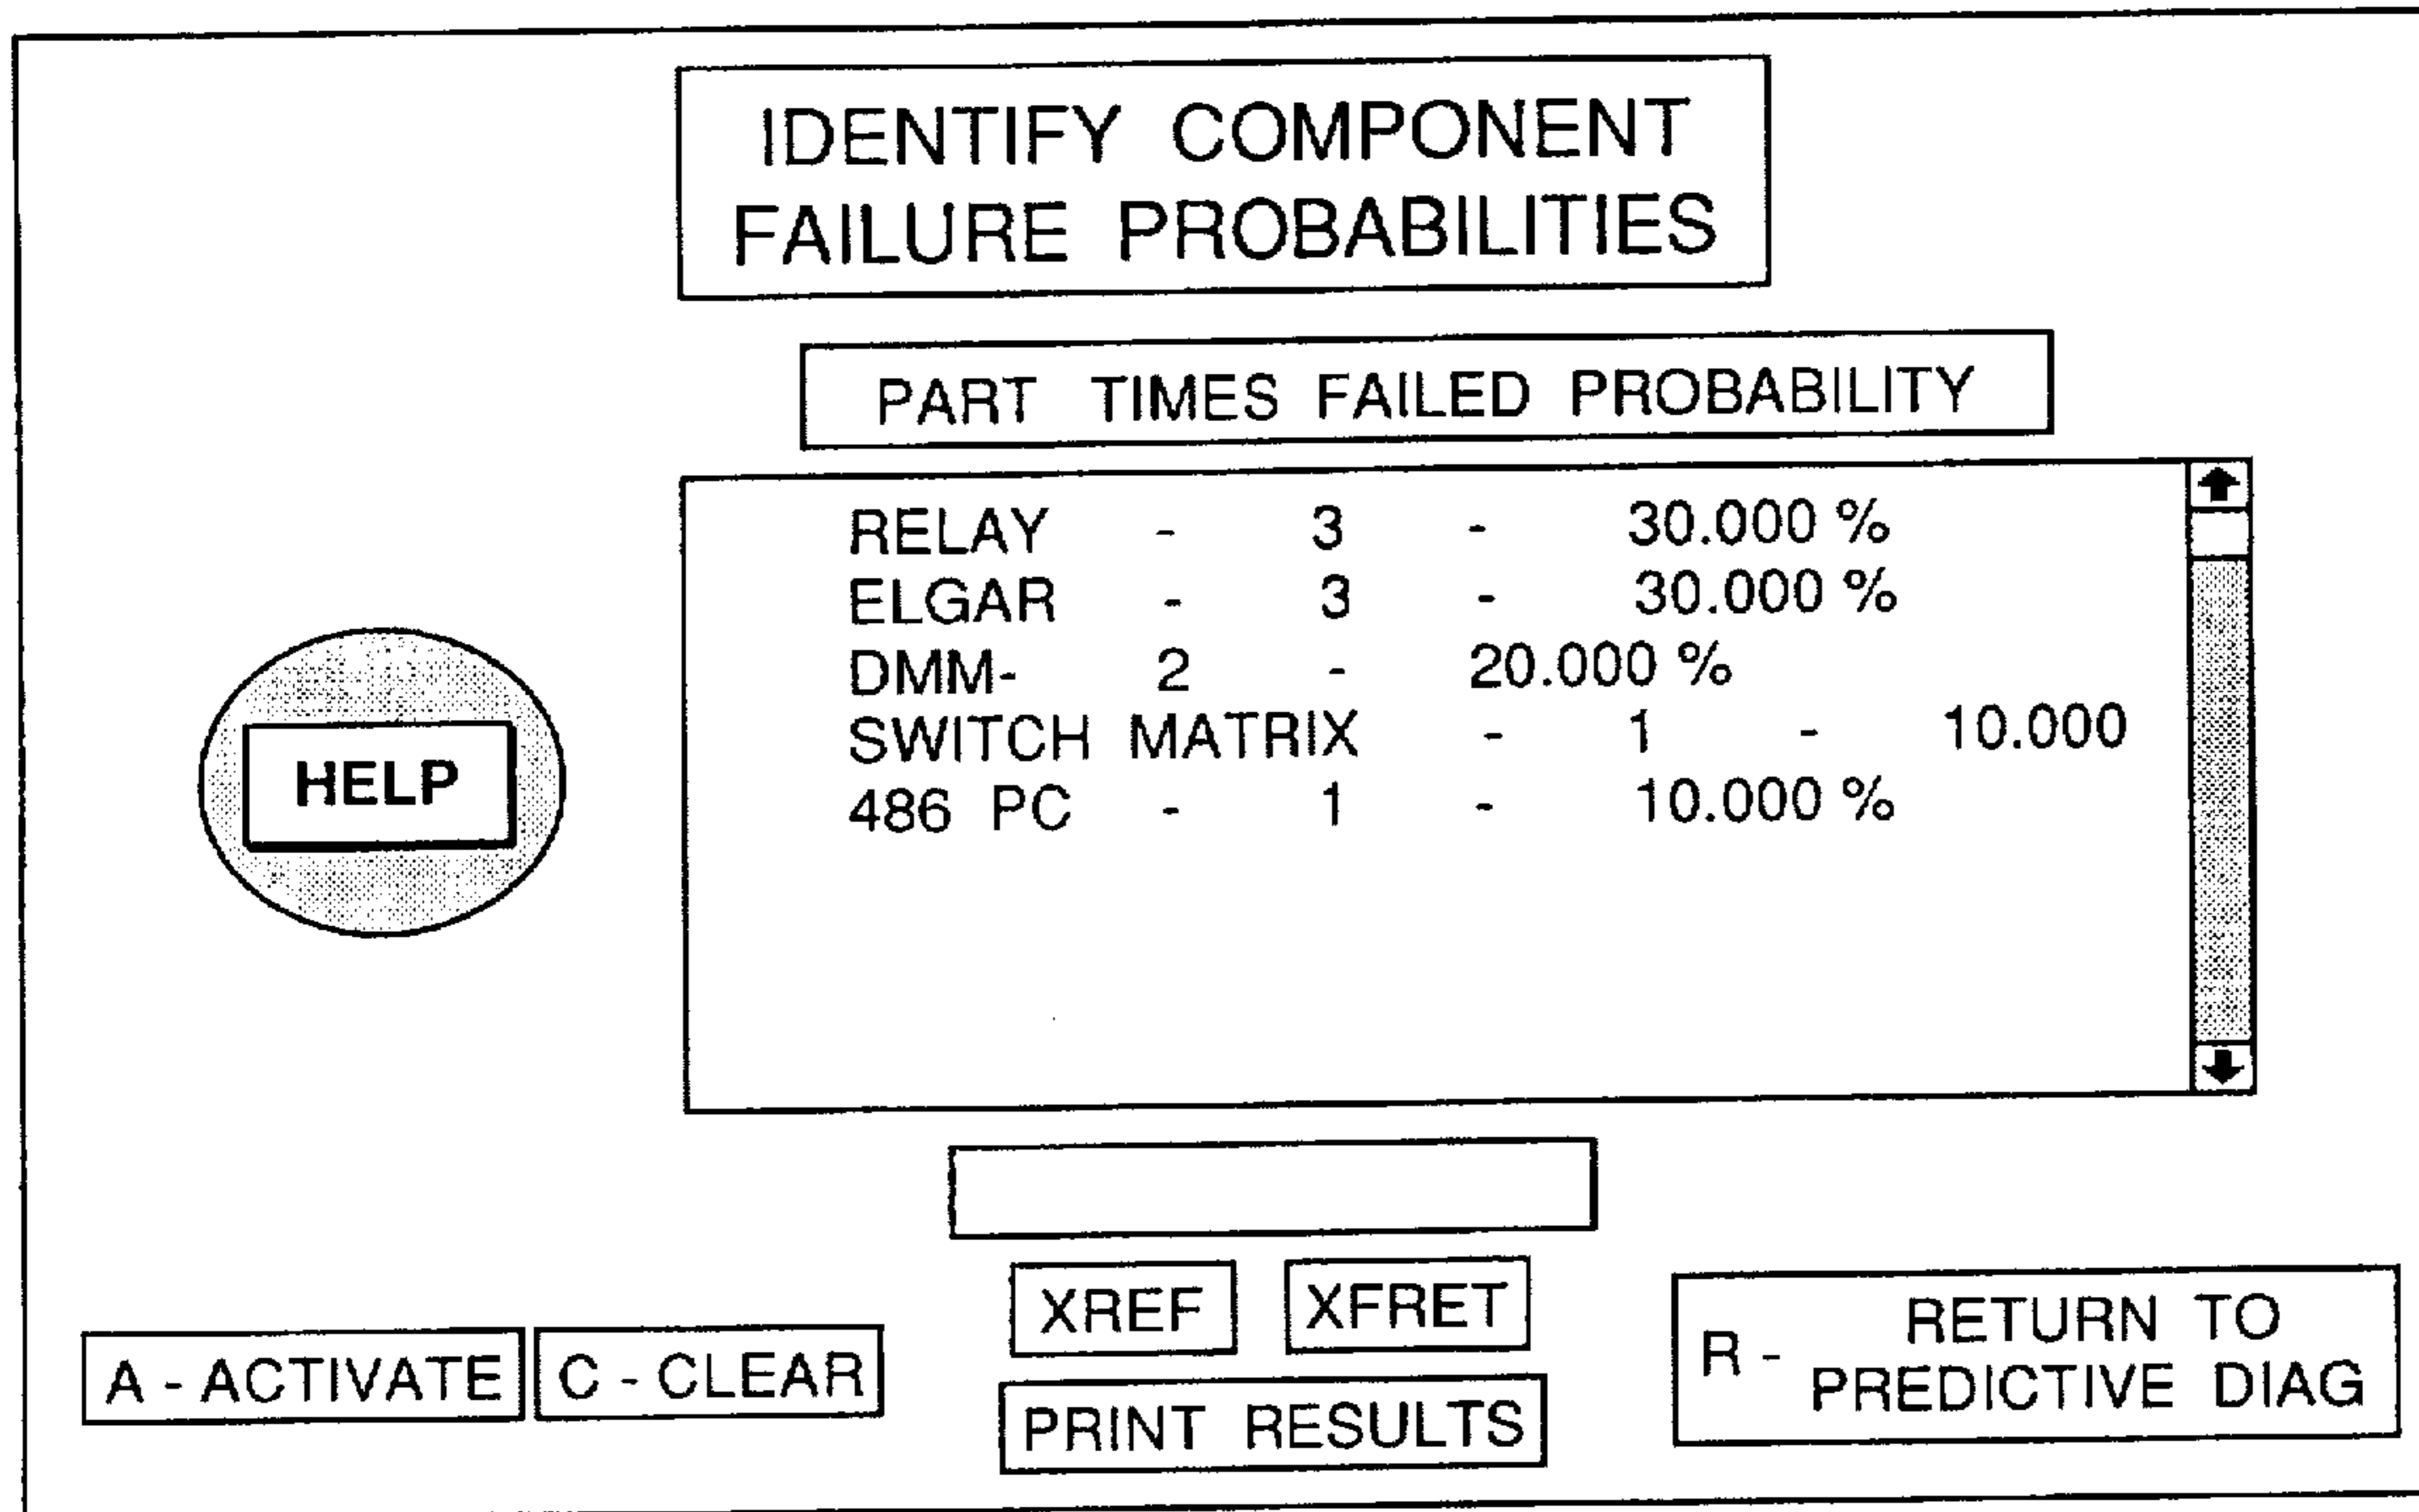 IDENTIFY COMPONENT
FAILURE PROBABILITIES
PART TIMES FAILED PROBABILITY
RELAY - 3 - 30.000 %
ELGAR - 3 - 30.000 %
DMM- 2 - 20.000 %
SWITCH MATRIX - 1 - 10.000
486 PC - 1 - 10.000 %
HELP
XREF XFRET
A - ACTIVATE C - CLEAR
PRINT RESULTS
R - RETURN TO
PREDICTIVE DIAG